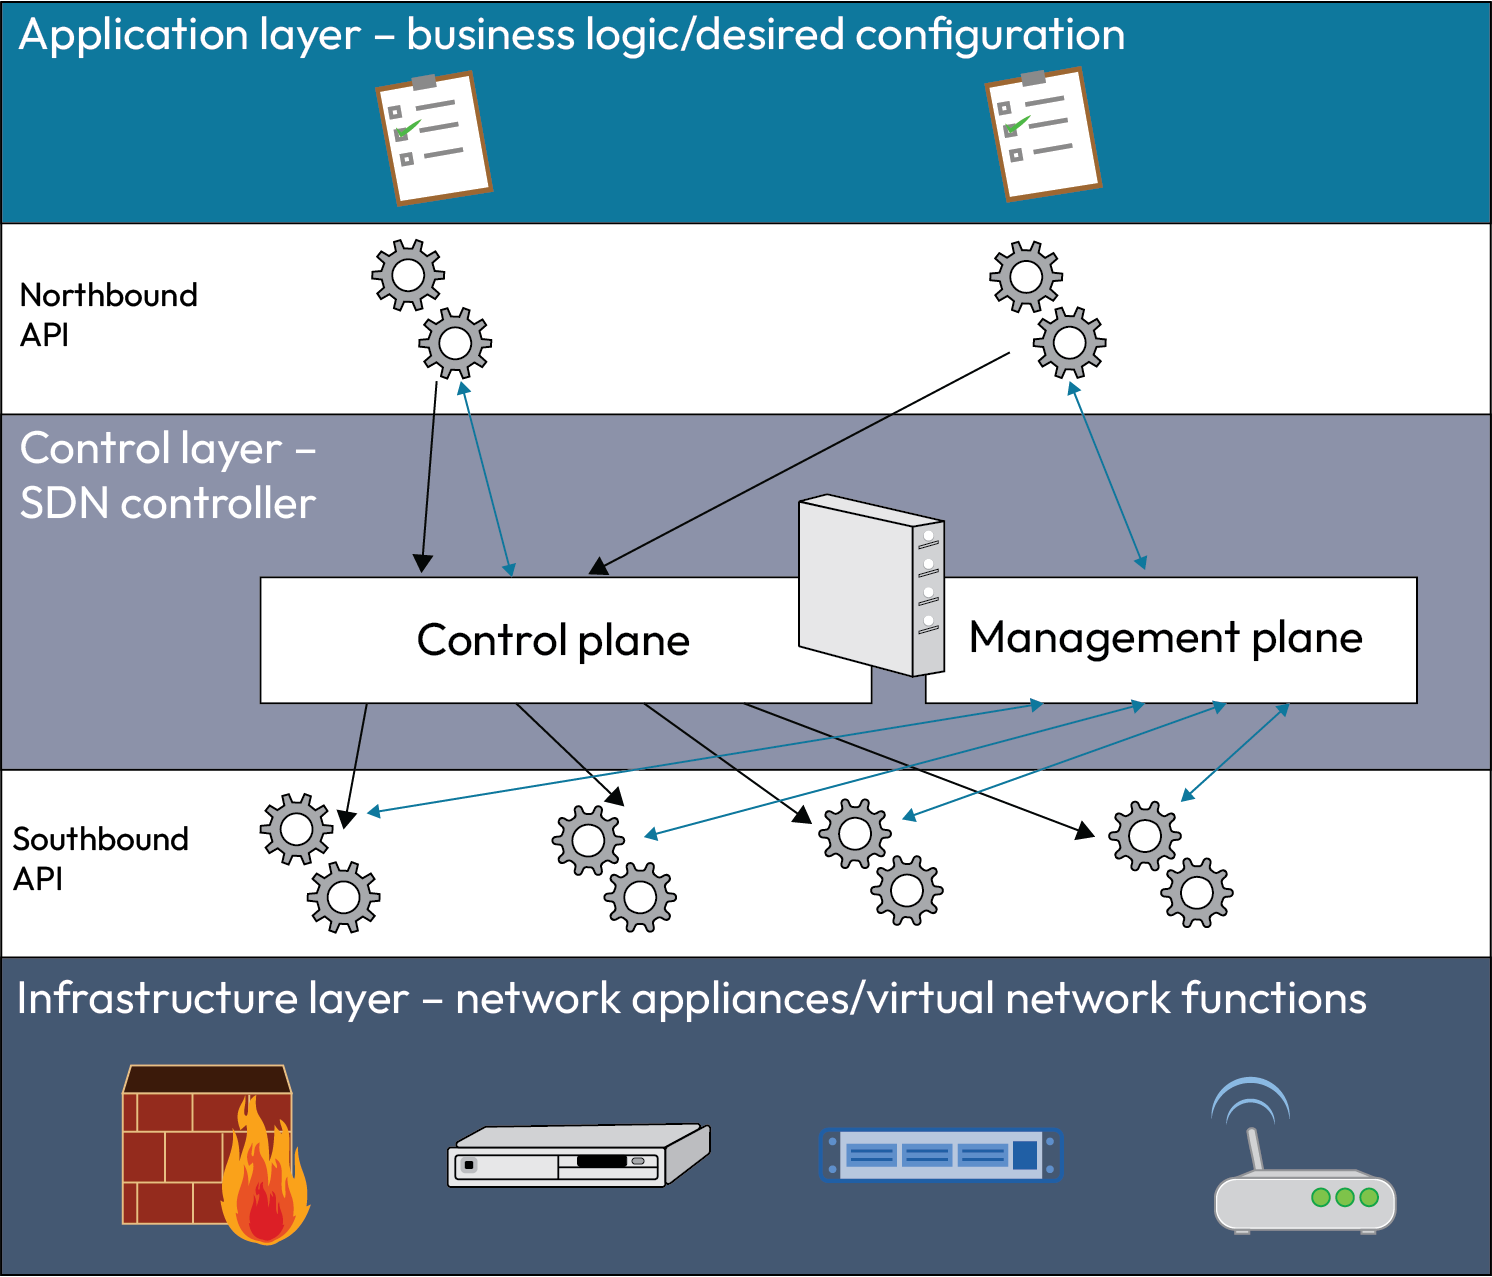 Application layer – business logic/desired configuration
Northbound
API
Control layer –
SDN controller
Control plane
Management plane
Southbound
API
Infrastructure layer – network appliances/virtual network functions